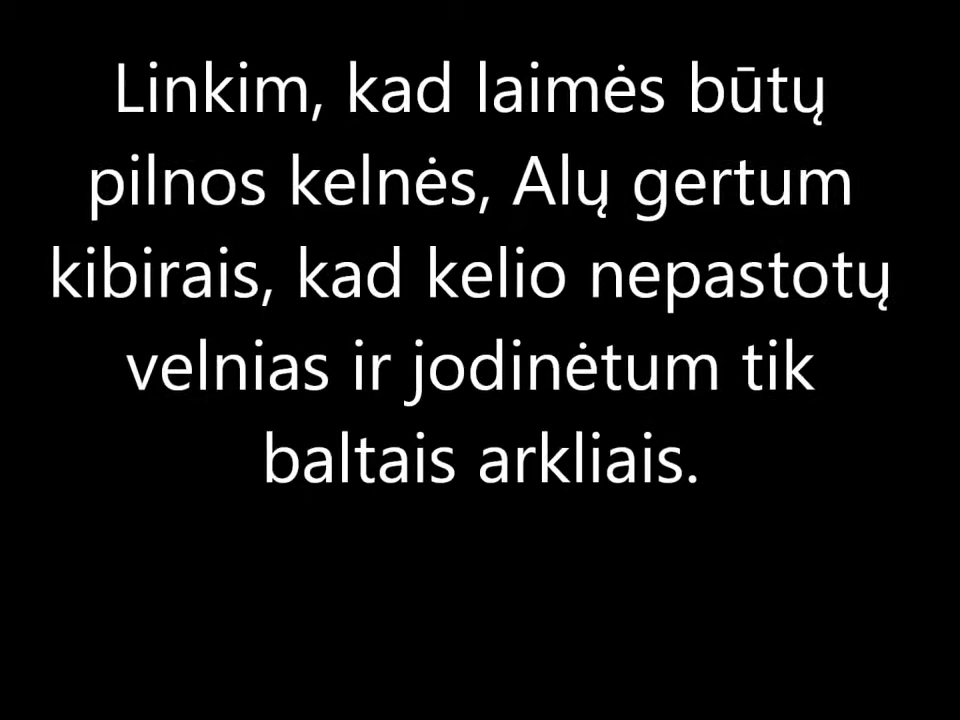 Linkim, kad laimės būtų
pilnos kelnės, Alų gertum
kibirais, kad kelio nepastotų
velnias ir jodinėtum tik
baltais arkliais.